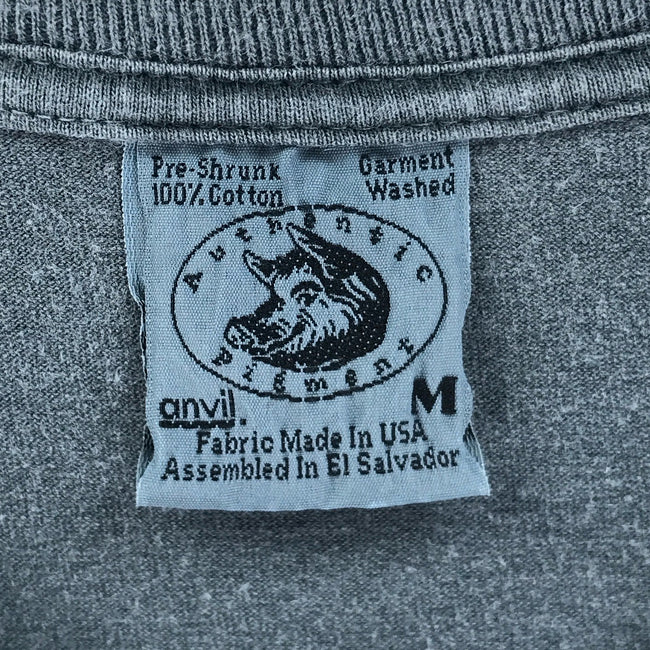 Pre-Shrunk Garment
100% Cotton Washed
Authentic
Pigment
anvil. M
Fabric Made In USA
Assembled In El Salvador